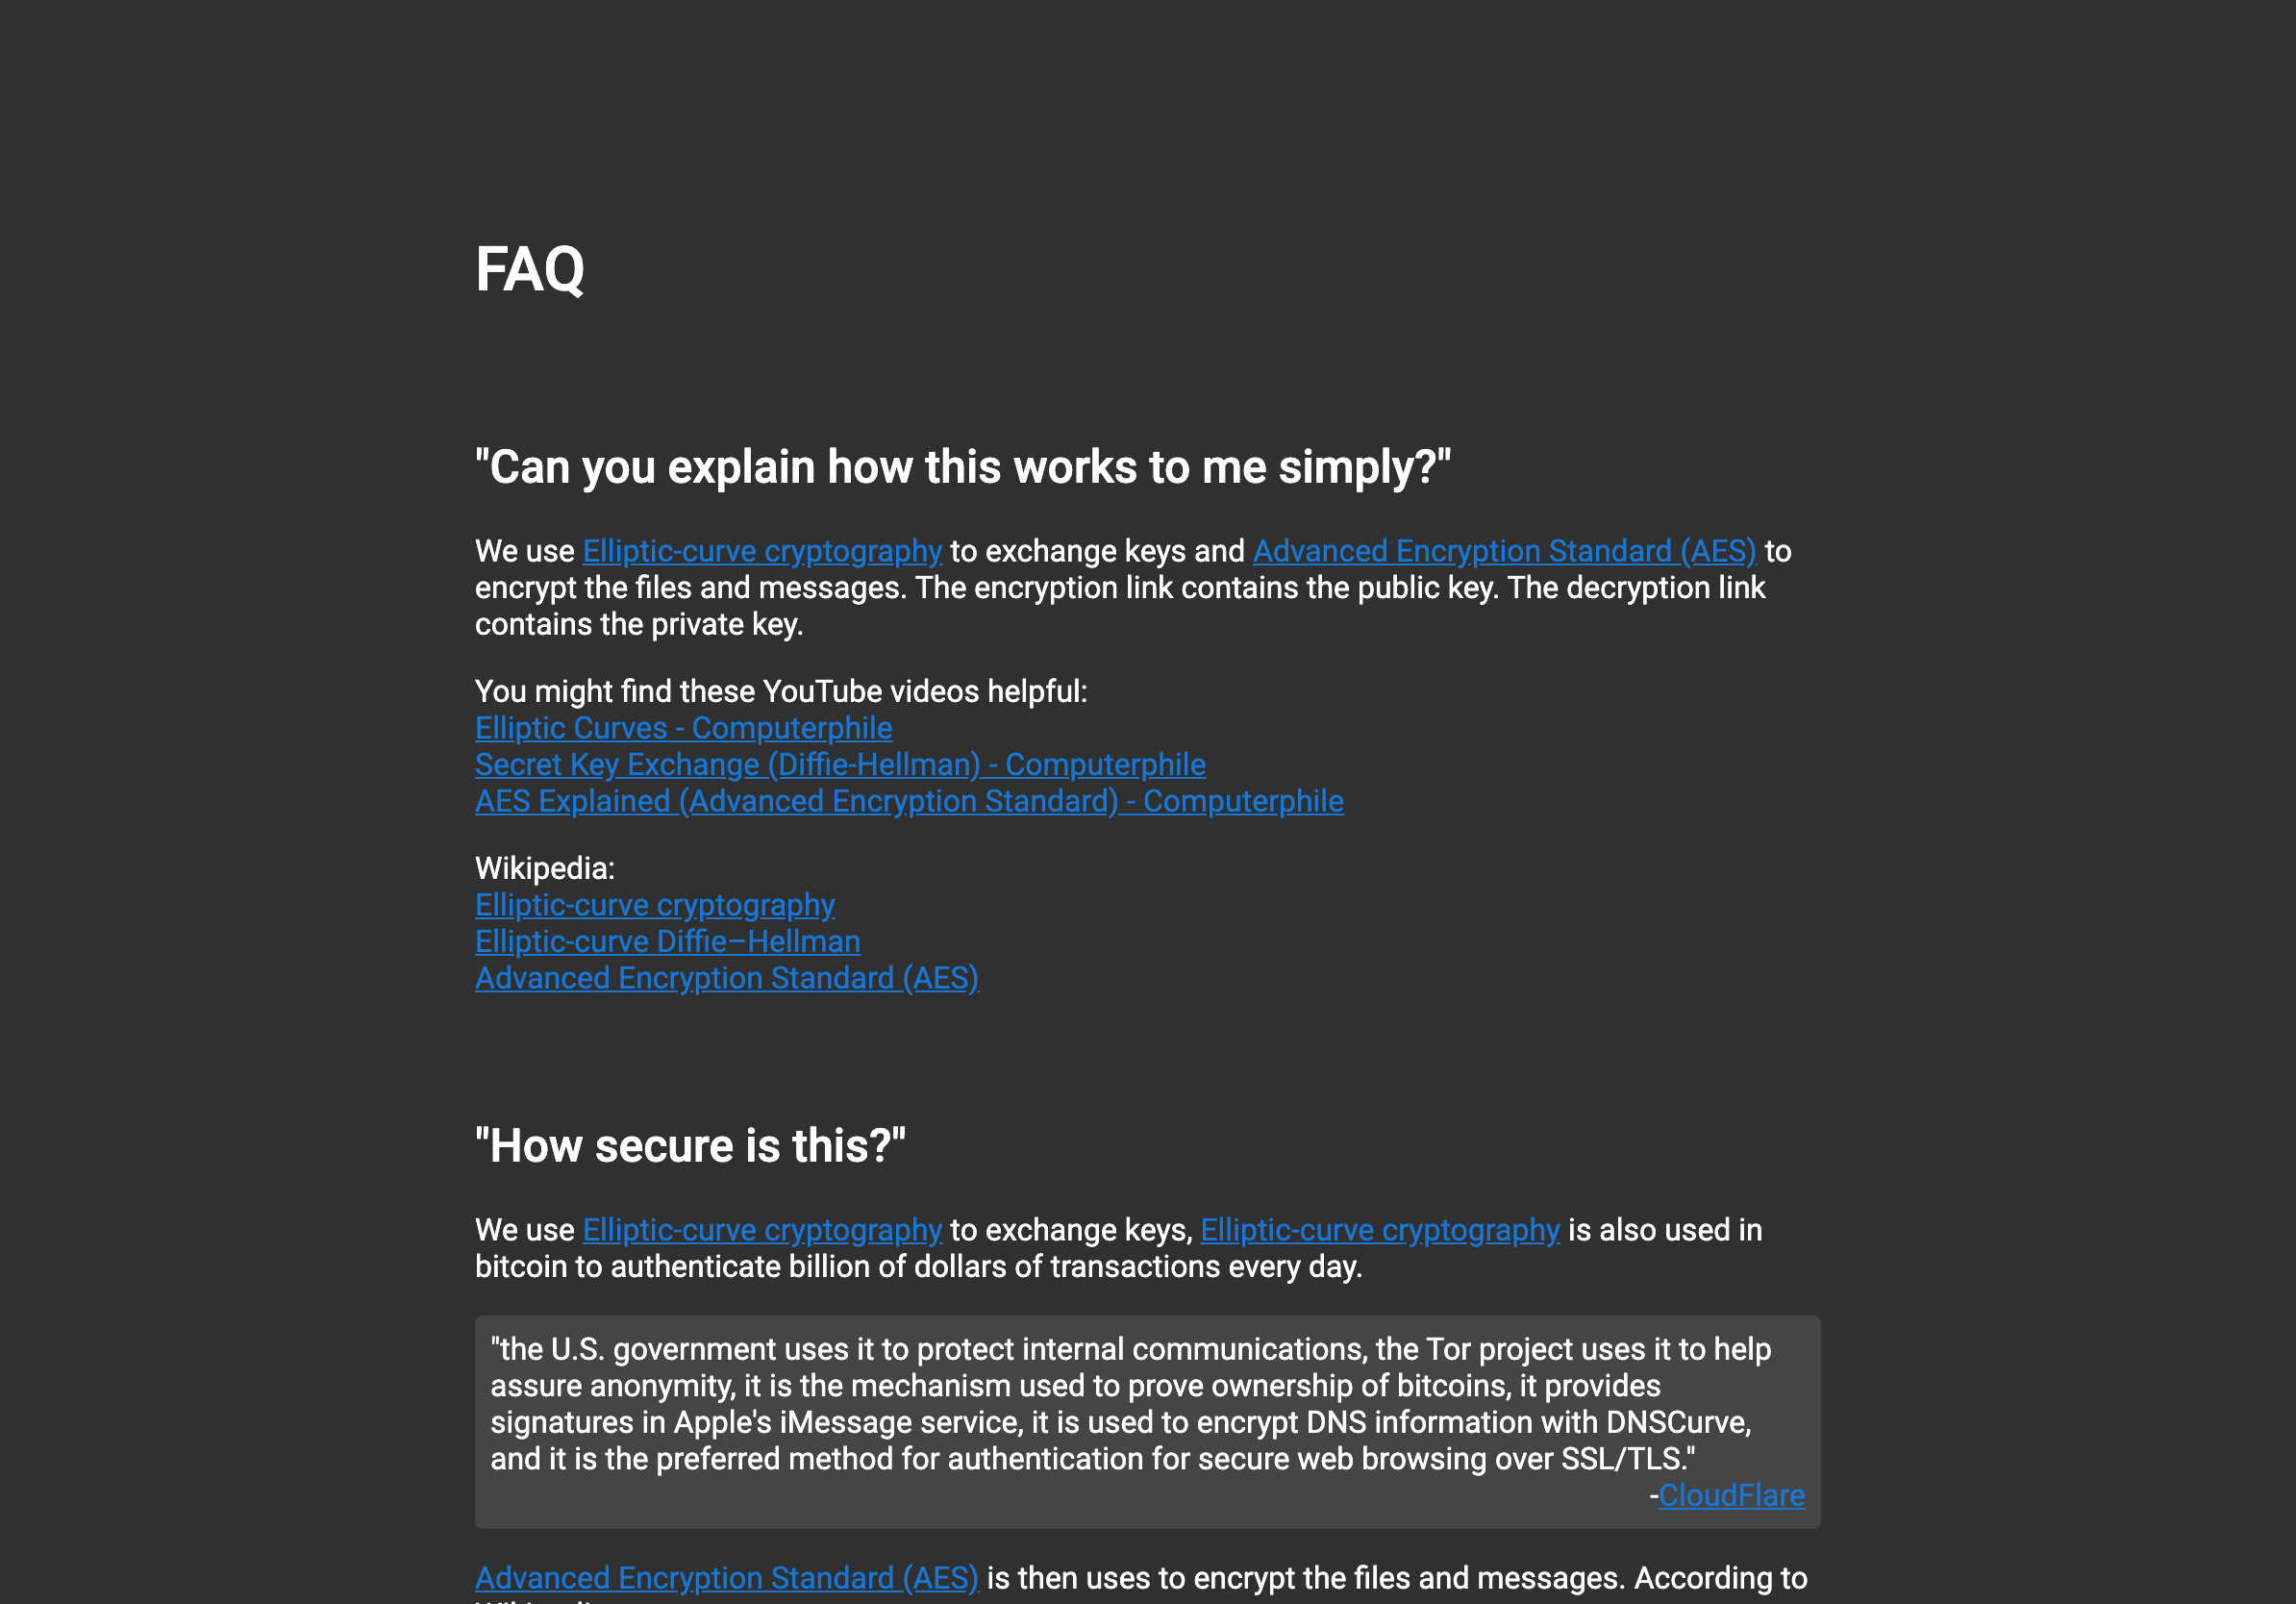 FAQ
"Can you explain how this works to me simply?"
We use Elliptic-curve cryptography to exchange keys and Advanced Encryption Standard (AES) to
encrypt the files and messages. The encryption link contains the public key. The decryption link
contains the private key.
You might find these YouTube videos helpful:
Elliptic Curves - Computerphile
Secret Key Exchange (Diffie-Hellman) - Computerphile
AES Explained (Advanced Encryption Standard) - Computerphile
Wikipedia:
Elliptic-curve cryptography
Elliptic-curve Diffie–Hellman
Advanced Encryption Standard (AES)
"How secure is this?"
We use Elliptic-curve cryptography to exchange keys, Elliptic-curve cryptography is also used in
bitcoin to authenticate billion of dollars of transactions every day.
"the U.S. government uses it to protect internal communications, the Tor project uses it to help
assure anonymity, it is the mechanism used to prove ownership of bitcoins, it provides
signatures in Apple's iMessage service, it is used to encrypt DNS information with DNSCurve,
and it is the preferred method for authentication for secure web browsing over SSL/TLS."
-CloudFlare
Advanced Encryption Standard (AES) is then uses to encrypt the files and messages. According to